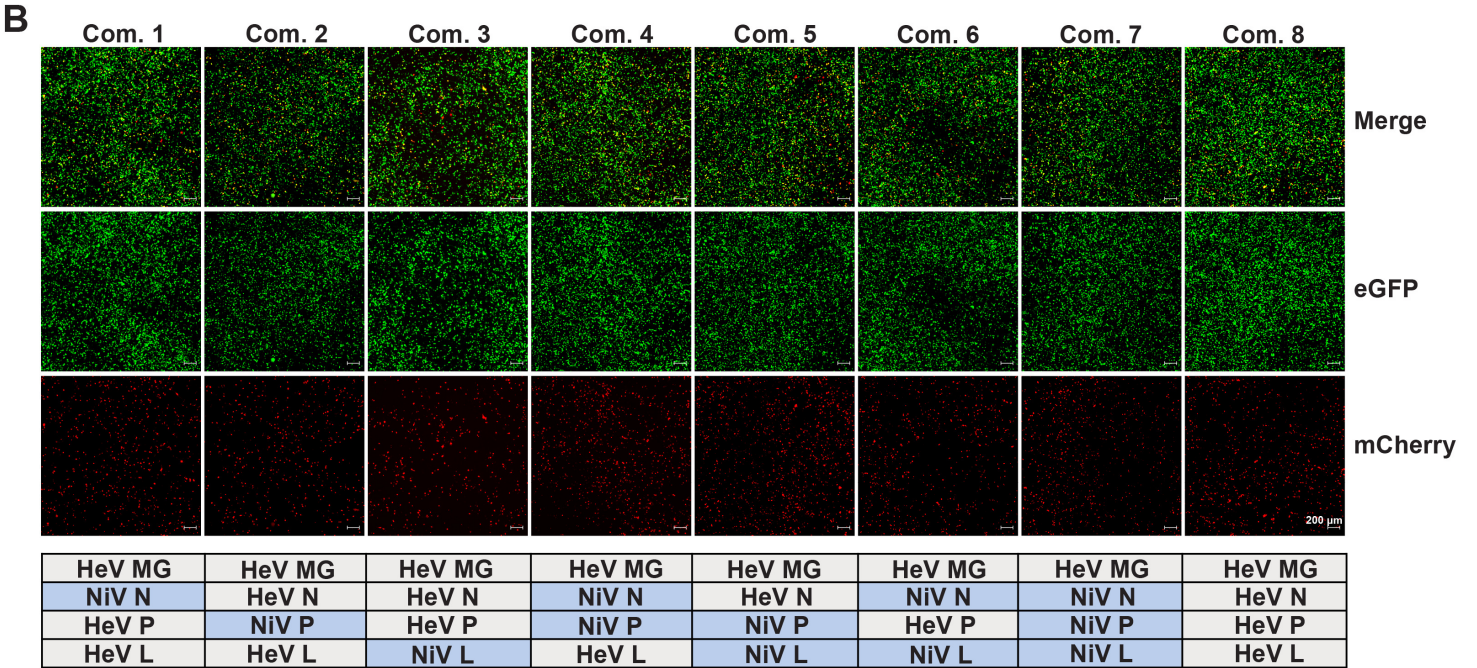 B
Com. 1 Com. 2 Com. 3 Com. 4 Com. 5 Com. 6 Com. 7 Com. 8
Merge
eGFP
mCherry
200 µm
HeV MG HeV MG HeV MG HeV MG HeV MG HeV MG HeV MG HeV MG
NiV N HeV N HeV N NiV N HeV N NiV N NiV N HeV N
HeV P NiV P HeV P NiV P NiV P HeV P NiV P HeV P
HeV L HeV L NiV L HeV L NiV L NiV L NiV L HeV L